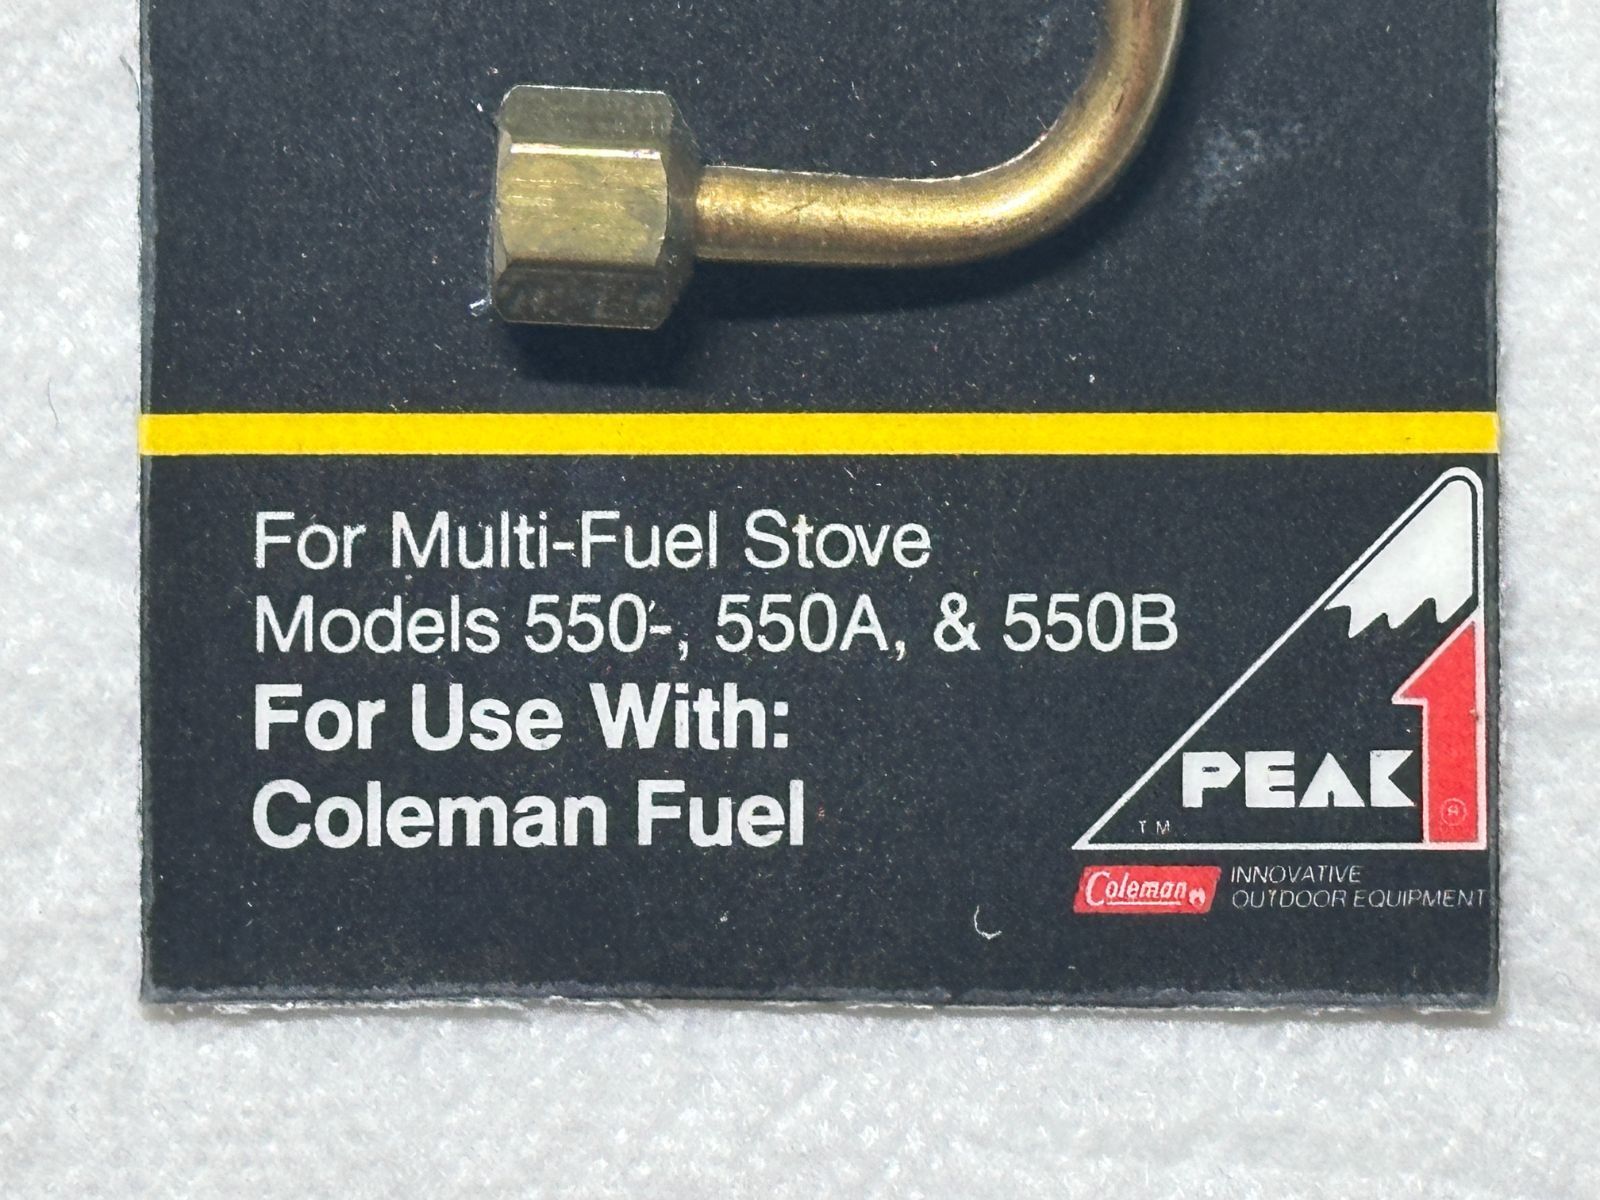 For Multi-Fuel Stove
Models 550-, 550A, & 550B
For Use With:
Coleman Fuel
PEAK 1 ®
TM
Coleman
INNOVATIVE
OUTDOOR EQUIPMENT